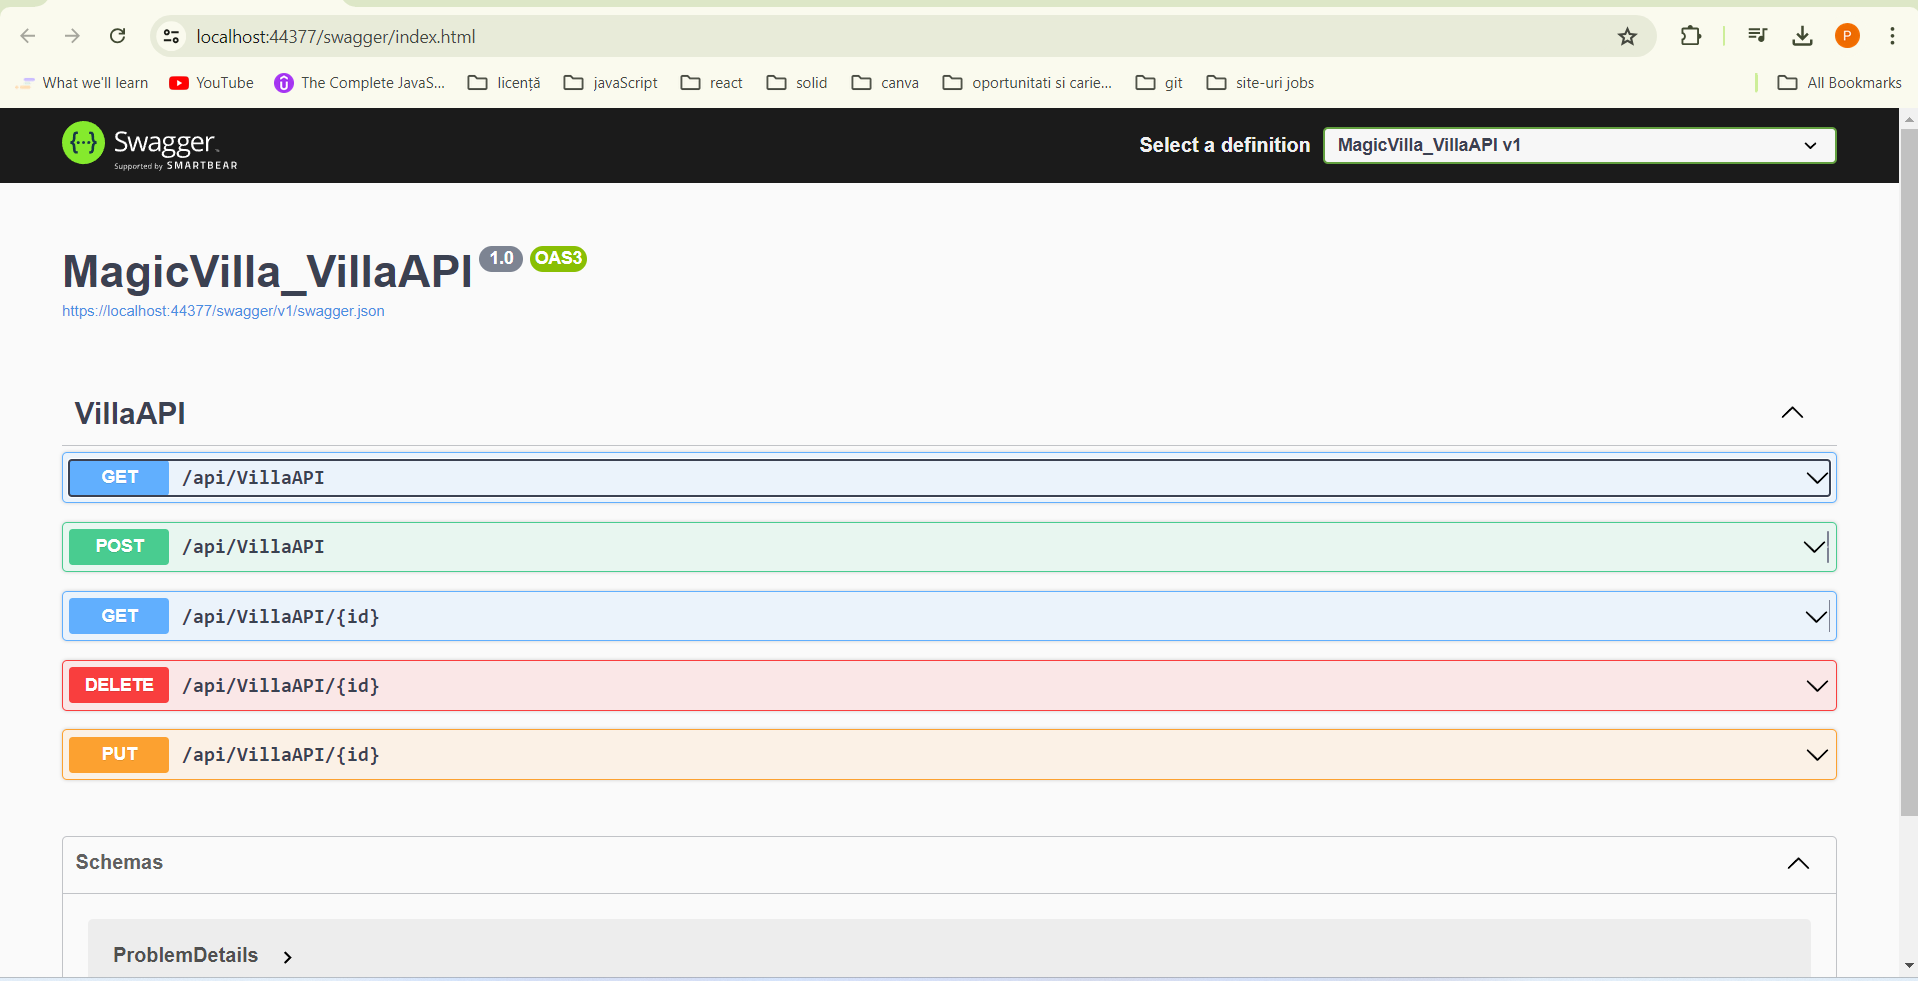 localhost:44377/swagger/index.html
P
What we'll learn YouTube The Complete JavaS... licență javaScript react solid canva oportunitati si carie... git site-uri jobs All Bookmarks
{···} Swagger.
Supported by SMARTBEAR
Select a definition MagicVilla_VillaAPI v1
MagicVilla_VillaAPI 1.0 OAS3
https://localhost:44377/swagger/v1/swagger.json
VillaAPI
GET /api/VillaAPI
POST /api/VillaAPI
GET /api/VillaAPI/{id}
DELETE /api/VillaAPI/{id}
PUT /api/VillaAPI/{id}
Schemas
ProblemDetails